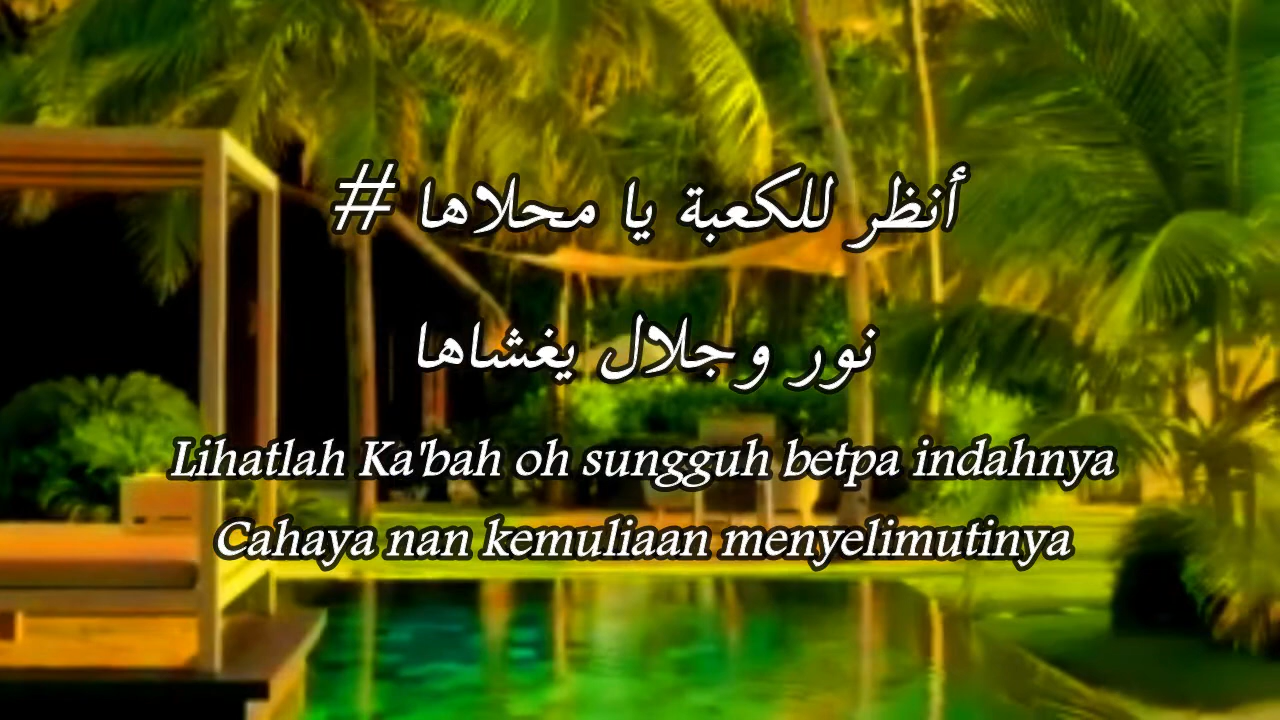 أنظر للكعبة يا محلاها #
نور وجلال يغشاها
Lihatlah Ka'bah oh sungguh betpa indahnya
Cahaya nan kemuliaan menyelimutinya